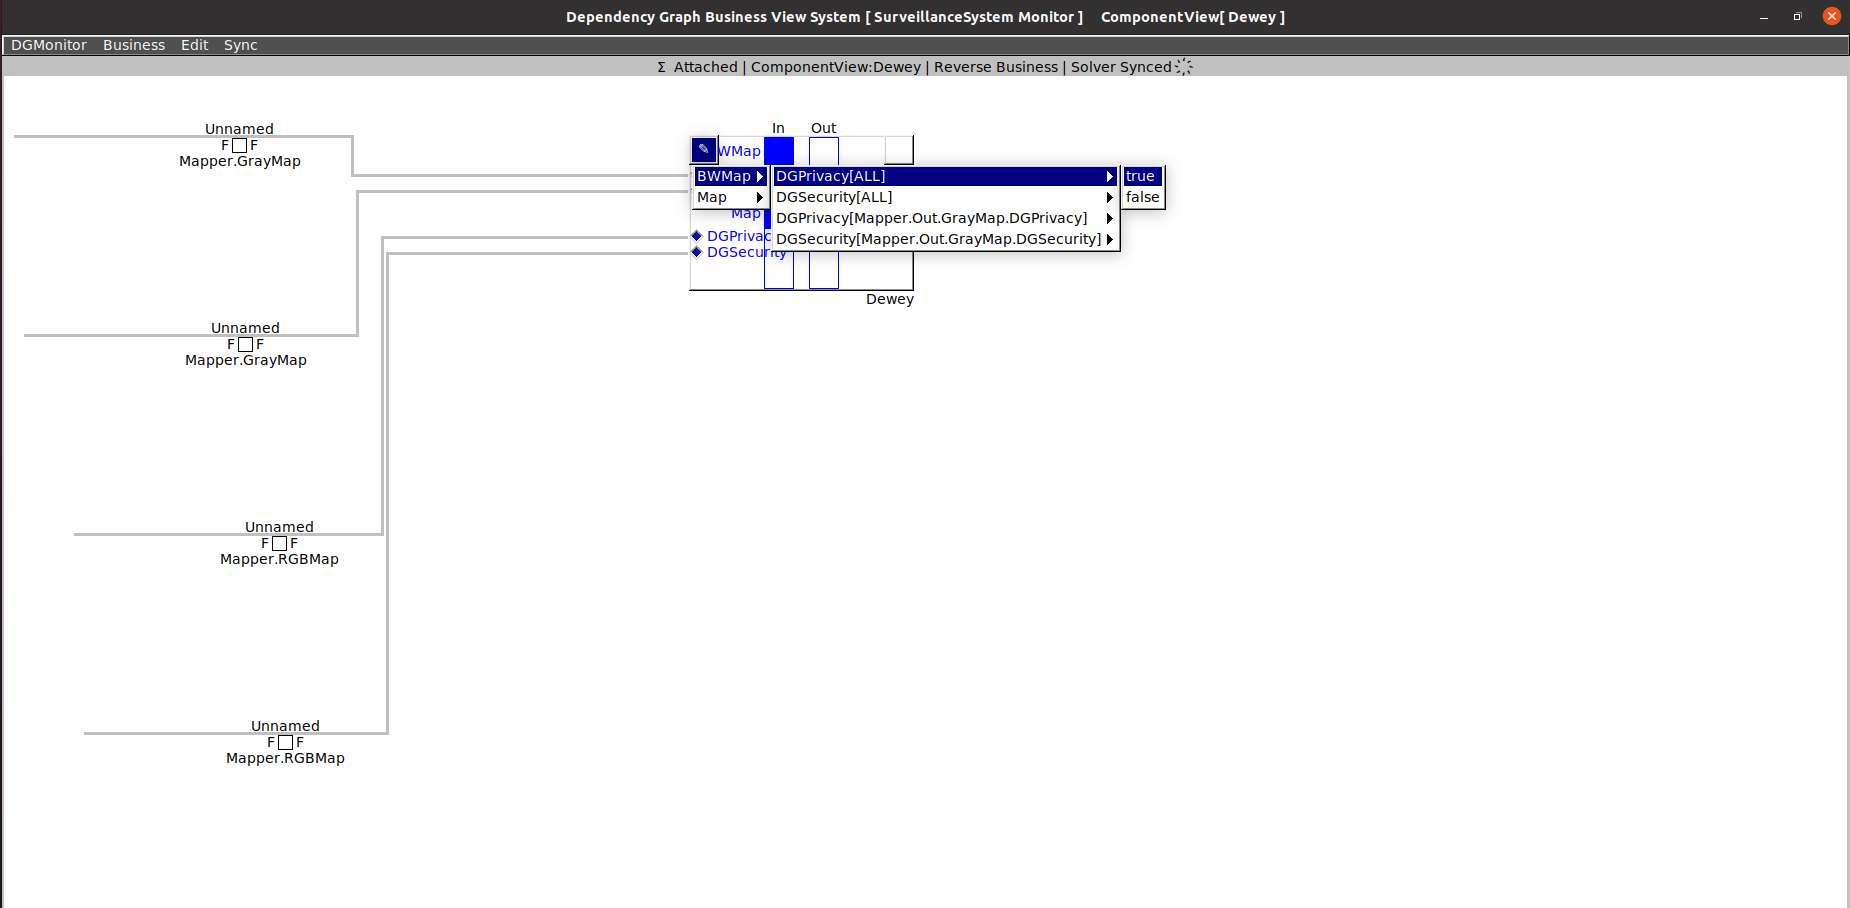 Dependency Graph Business View System [ SurveillanceSystem Monitor ]    ComponentView[ Dewey ]
DGMonitor Business Edit Sync
Σ Attached | ComponentView:Dewey | Reverse Business | Solver Synced
Unnamed
F F
Mapper.GrayMap
In Out
WMap
BWMap
Map
DGPrivacy[ALL]
DGSecurity[ALL]
DGPrivacy[Mapper.Out.GrayMap.DGPrivacy]
DGSecurity[Mapper.Out.GrayMap.DGSecurity]
true
false
Map
DGPrivac
DGSecurity
Dewey
Unnamed
F F
Mapper.GrayMap
Unnamed
F F
Mapper.RGBMap
Unnamed
F F
Mapper.RGBMap